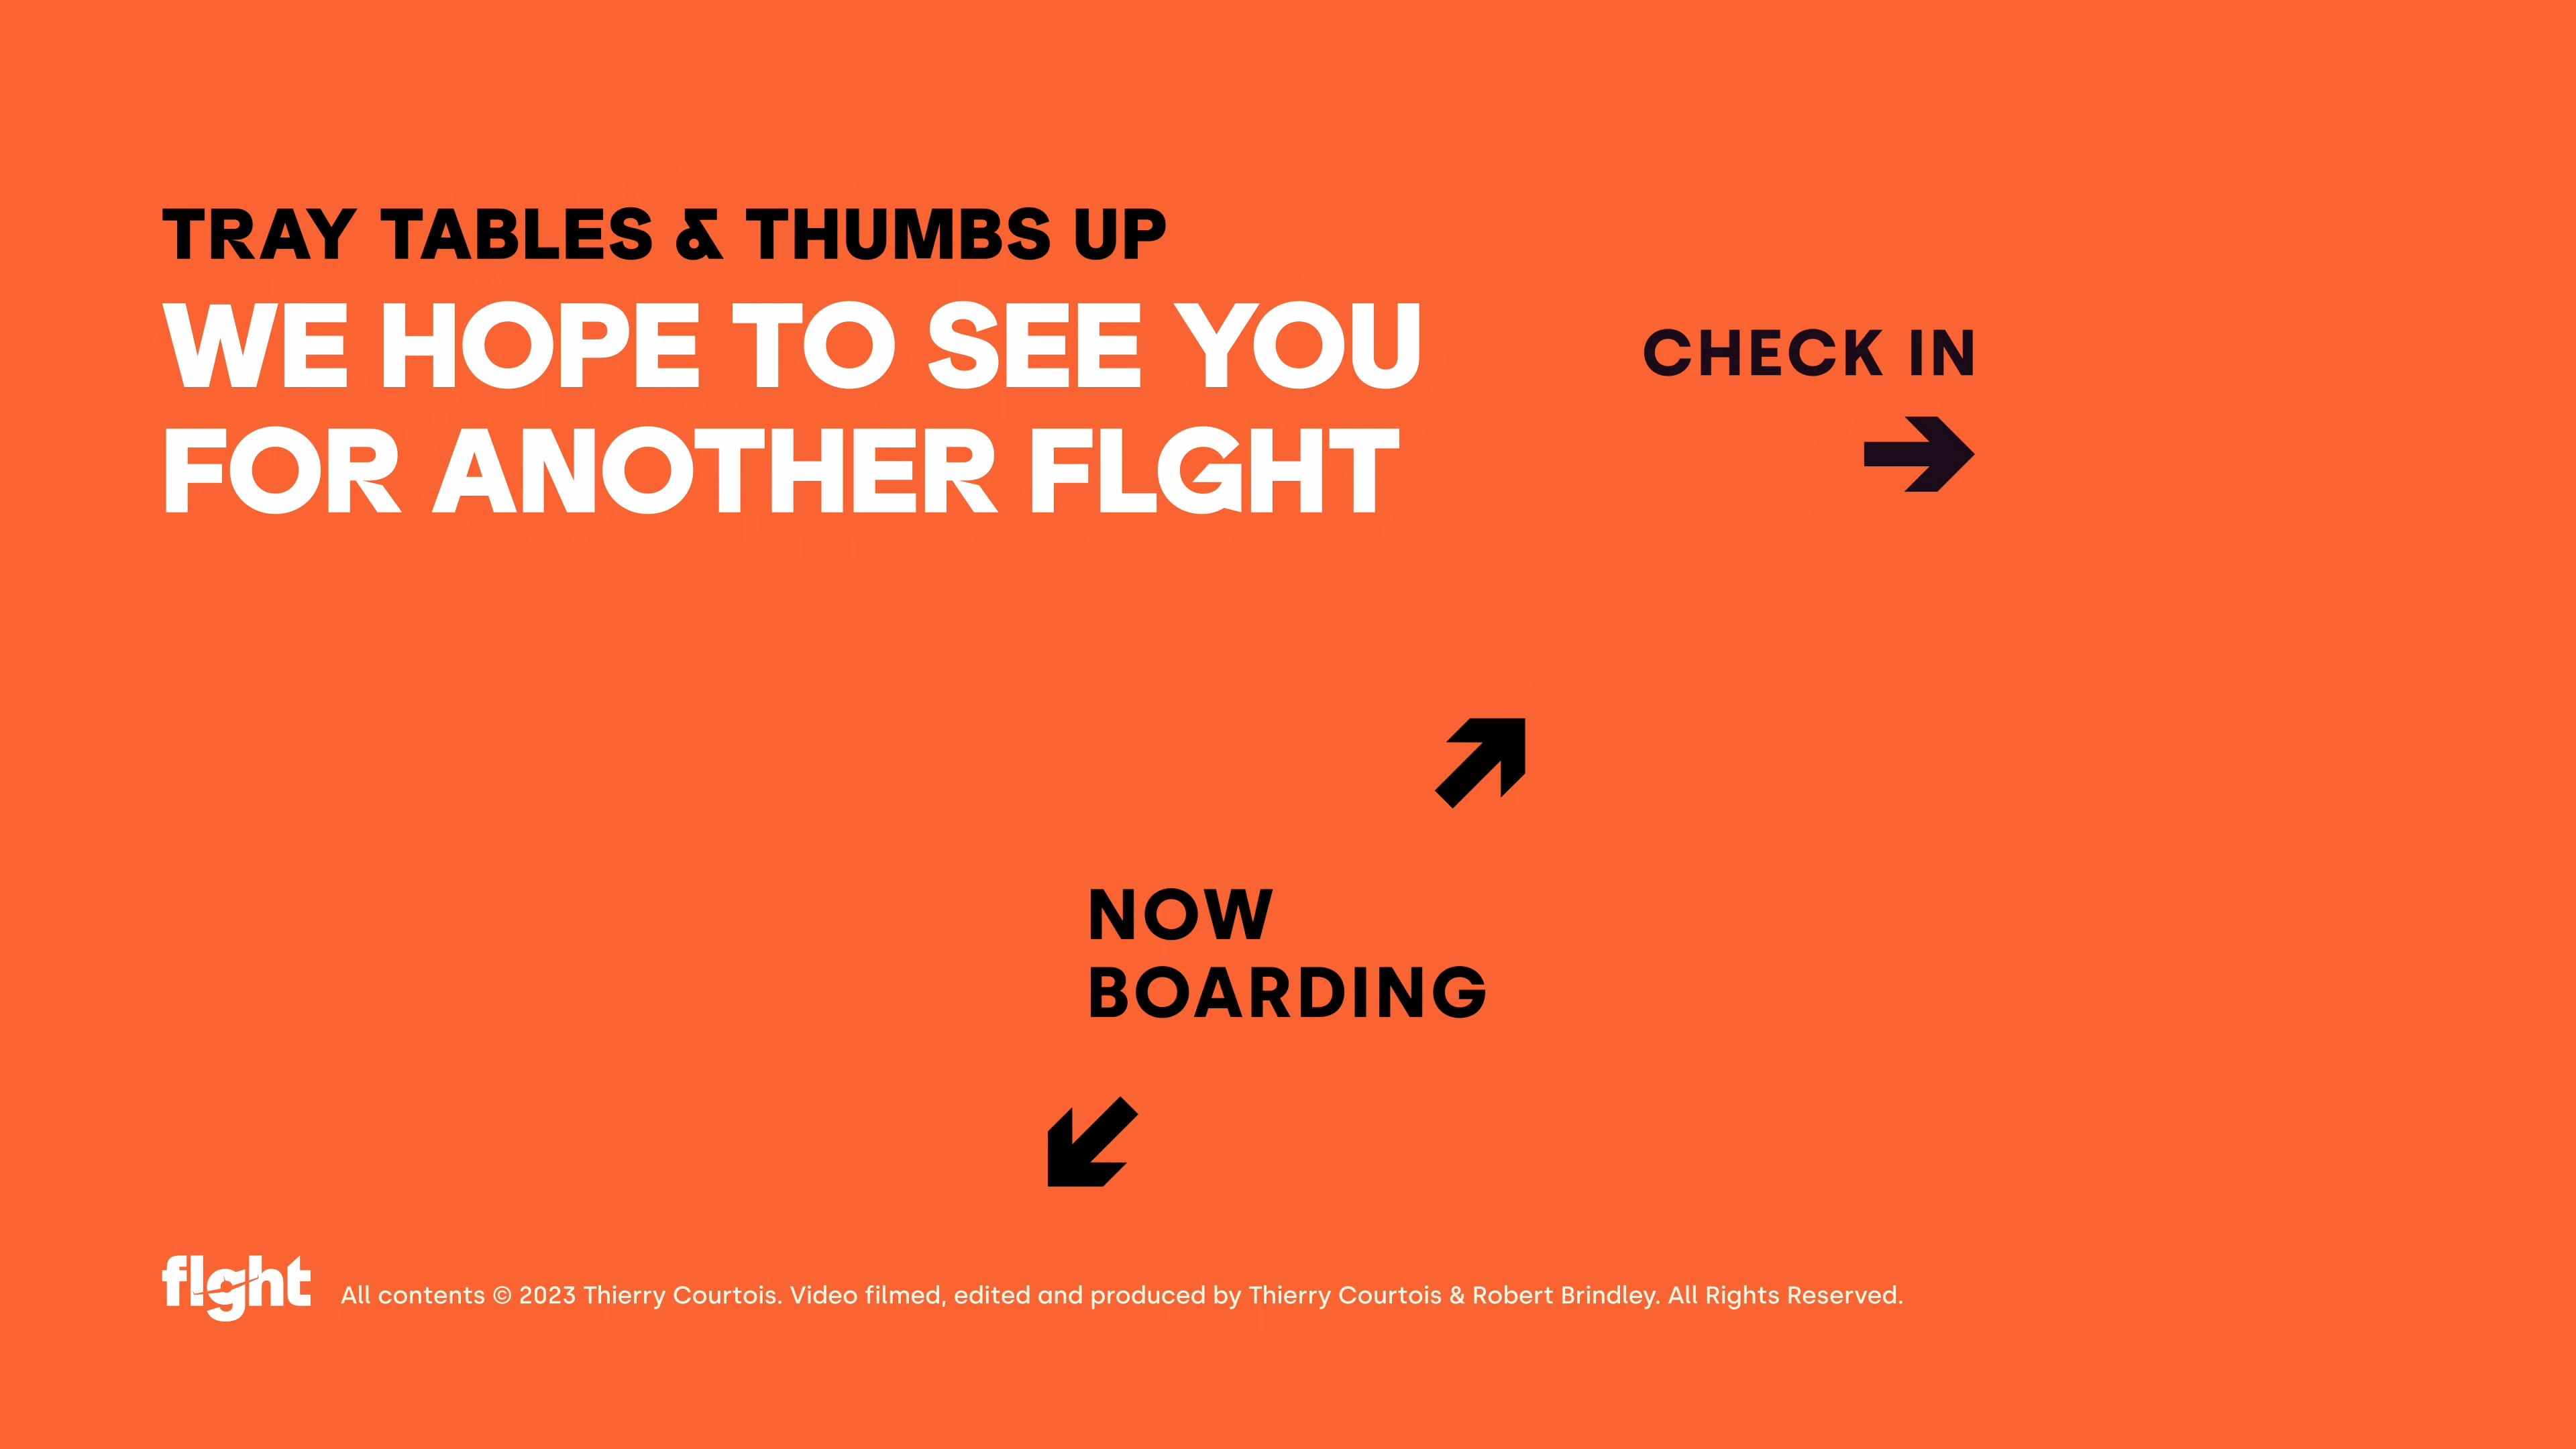 TRAY TABLES & THUMBS UP
WE HOPE TO SEE YOU
FOR ANOTHER FLGHT
CHECK IN
NOW
BOARDING
flght
All contents © 2023 Thierry Courtois. Video filmed, edited and produced by Thierry Courtois & Robert Brindley. All Rights Reserved.